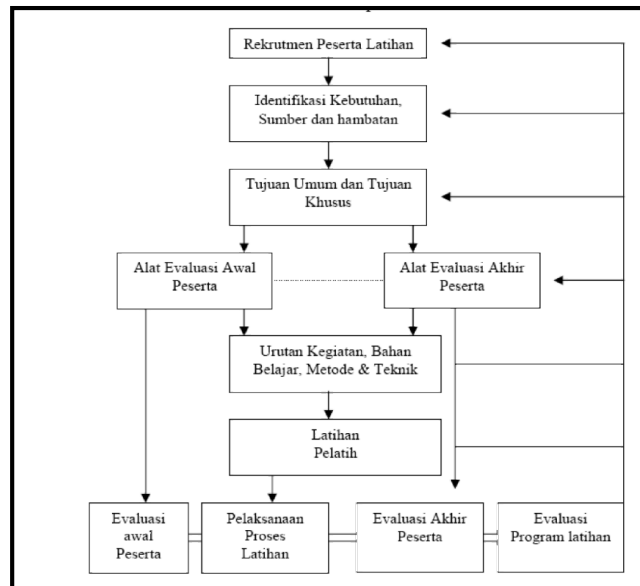 Rekrutmen Peserta Latihan
Identifikasi Kebutuhan,
Sumber dan hambatan
Tujuan Umum dan Tujuan
Khusus
Alat Evaluasi Awal
Peserta
Alat Evaluasi Akhir
Peserta
Urutan Kegiatan, Bahan
Belajar, Metode & Teknik
Latihan
Pelatih
Evaluasi
awal
Peserta
Pelaksanaan
Proses
Latihan
Evaluasi Akhir
Peserta
Evaluasi
Program latihan